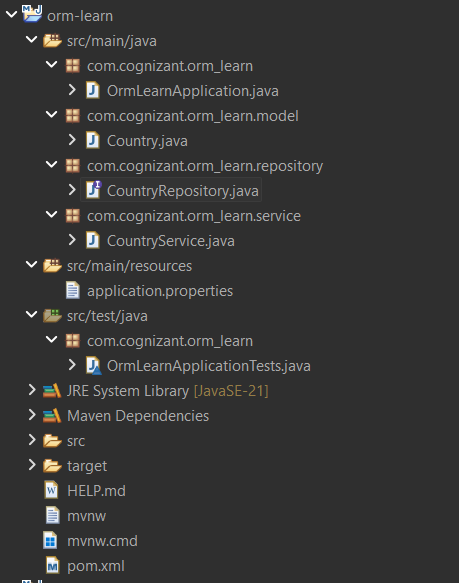 orm-learn
src/main/java
com.cognizant.orm_learn
OrmLearnApplication.java
com.cognizant.orm_learn.model
Country.java
com.cognizant.orm_learn.repository
CountryRepository.java
com.cognizant.orm_learn.service
CountryService.java
src/main/resources
application.properties
src/test/java
com.cognizant.orm_learn
OrmLearnApplicationTests.java
JRE System Library [JavaSE-21]
Maven Dependencies
src
target
HELP.md
mvnw
mvnw.cmd
pom.xml